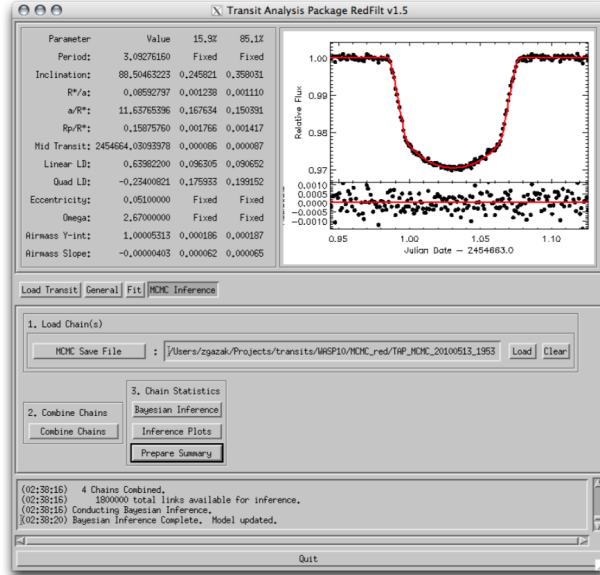 Transit Analysis Package RedFilt v1.5
Parameter Value 15.9% 85.1%
Period: 3.09276160 Fixed Fixed
Inclination: 88.50463223 0.245821 0.358031
R*/a: 0.08592797 0.001238 0.001110
a/R*: 11.63765396 0.167634 0.150391
Rp/R*: 0.15875760 0.001766 0.001417
Mid Transit: 2454664.03093978 0.000086 0.000087
Linear LD: 0.63982200 0.096305 0.090652
Quad LD: -0.23400821 0.175933 0.199152
Eccentricity: 0.05100000 Fixed Fixed
Omega: 2.67000000 Fixed Fixed
Airmass Y-int: 1.00005313 0.000186 0.000187
Airmass Slope: -0.00000403 0.000062 0.000065
Relative Flux
1.00
0.99
0.98
0.97
0.0010
0.0005
0.0000
-0.0005
-0.0010
0.95 1.00 1.05 1.10
Julian Date – 2454663.0
Load Transit General Fit MCMC Inference
1. Load Chain(s)
MCMC Save File : /Users/zgazak/Projects/transits/WASP10/MCMC_red/TAP_MCMC_20100513_1953 Load Clear
2. Combine Chains
Combine Chains
3. Chain Statistics
Bayesian Inference
Inference Plots
Prepare Summary
(02:38:16) 4 Chains Combined.
(02:38:16) 1800000 total links available for inference.
(02:38:16) Conducting Bayesian Inference.
(02:38:20) Bayesian Inference Complete. Model updated.
Quit